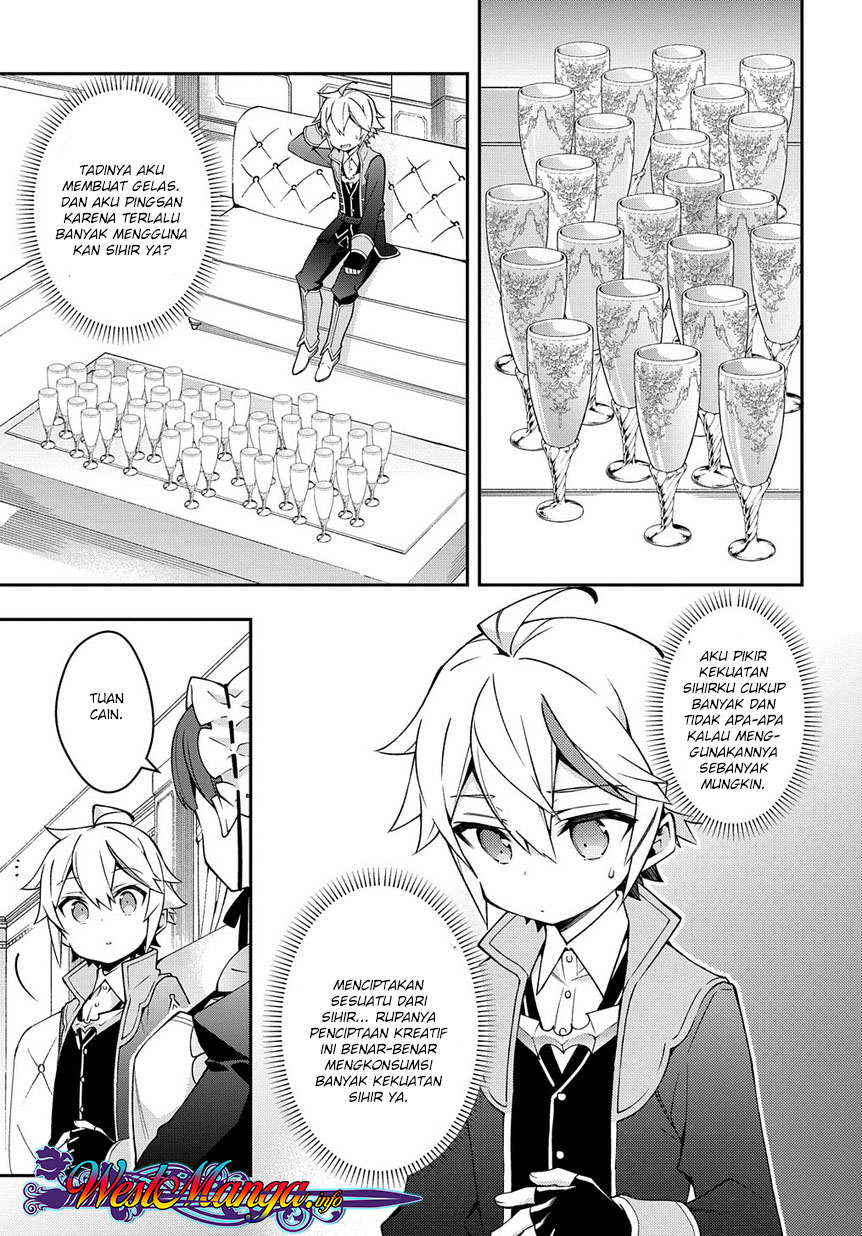 TADINYA AKU
MEMBUAT GELAS.
DAN AKU PINGSAN
KARENA TERLALU
BANYAK MENGGUNA
KAN SIHIR YA?
AKU PIKIR
KEKUATAN
SIHIRKU CUKUP
BANYAK DAN
TIDAK APA-APA
KALAU MENG-
GUNAKANNYA
SEBANYAK
MUNGKIN.
MENCIPTAKAN
SESUATU DARI
SIHIR... RUPANYA
PENCIPTAAN KREATIF
INI BENAR-BENAR
MENGKONSUMSI
BANYAK KEKUATAN
SIHIR YA.
TUAN
CAIN.
WestManga.info